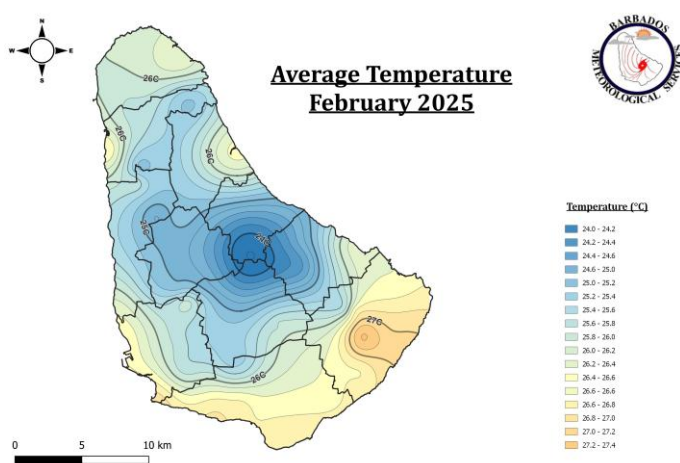 N
W E
S
Average Temperature
February 2025
BARBADOS
METEOROLOGICAL SERVICES
26C
26C
26C
25C
24C
27C
26C
Temperature (°C)
24.0 - 24.2
24.2 - 24.4
24.4 - 24.6
24.6 - 25.0
25.0 - 25.2
25.2 - 25.4
25.4 - 25.6
25.6 - 25.8
25.8 - 26.0
26.0 - 26.2
26.2 - 26.4
26.4 - 26.6
26.6 - 26.6
26.6 - 26.8
26.8 - 27.0
27.0 - 27.2
27.2 - 27.4
0 5 10 km